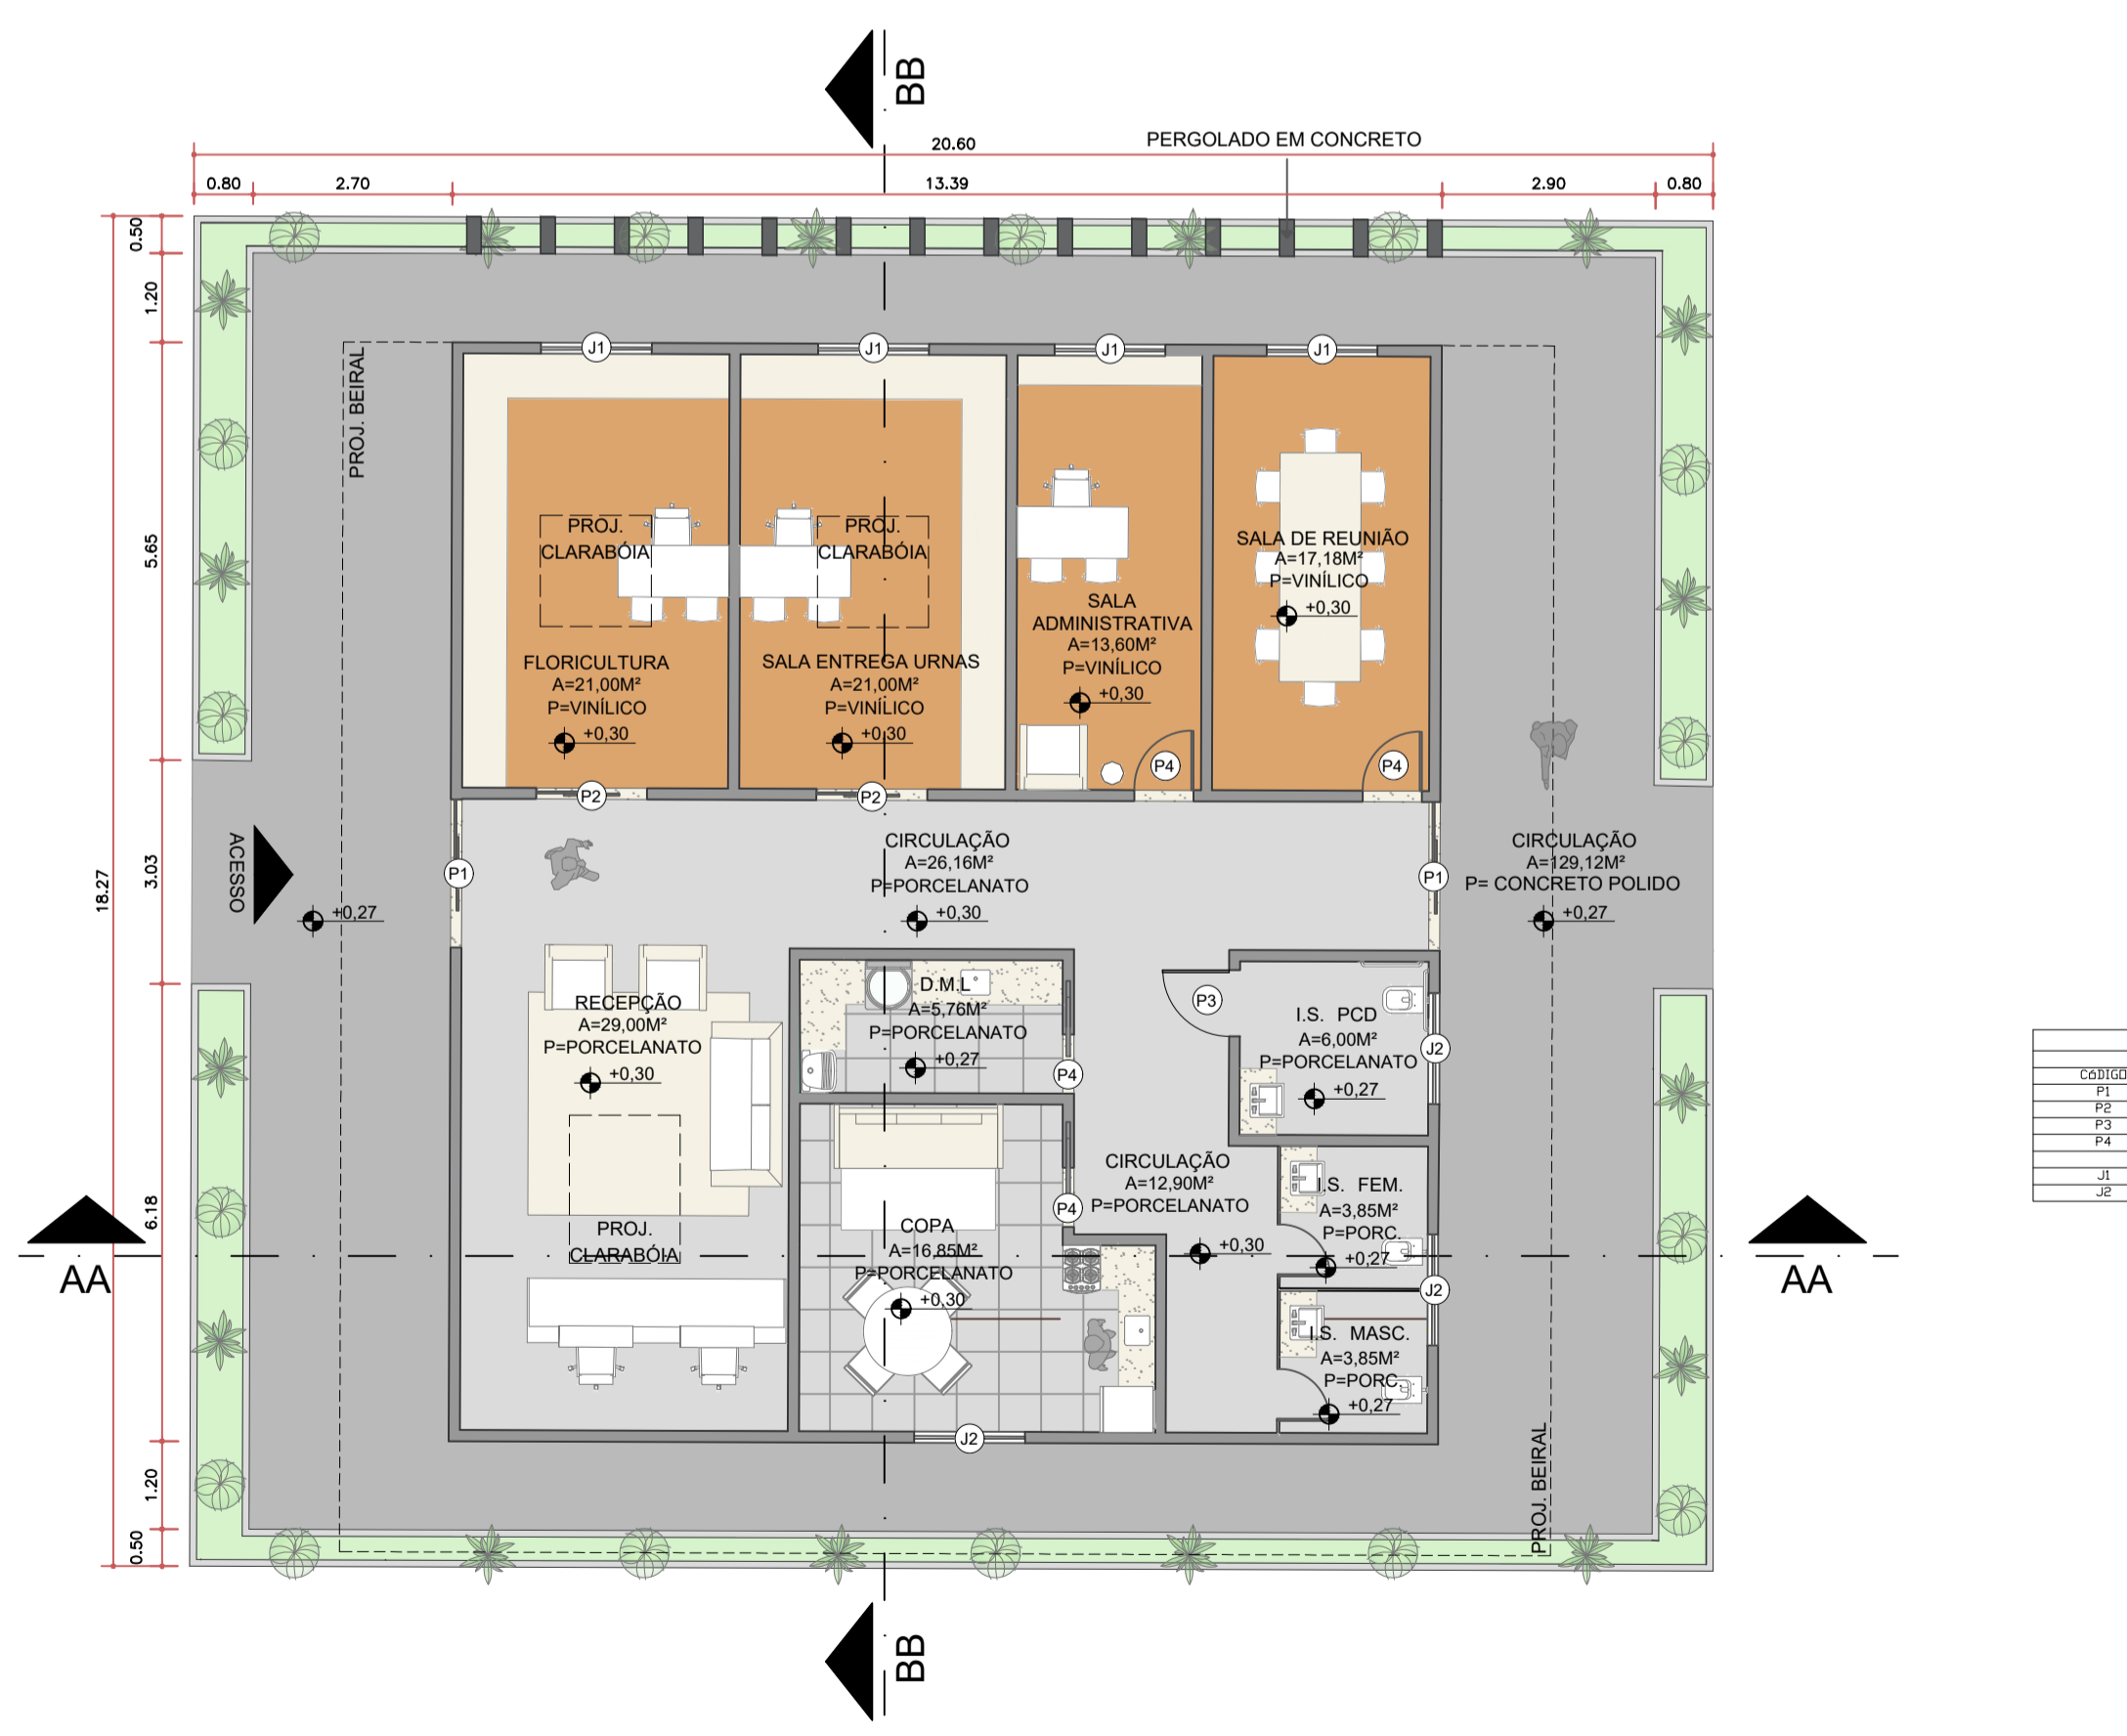 BB
PERGOLADO EM CONCRETO
20.60
0.80
2.70
13.39
2.90
0.80
0.50
1.20
5.65
3.03
18.27
6.18
1.20
0.50
PROJ. BEIRAL
J1
J1
J1
J1
PROJ.
CLARABÓIA
FLORICULTURA
A=21,00M²
P=VINÍLICO
+0,30
P2
PROJ.
CLARABÓIA
SALA ENTREGA URNAS
A=21,00M²
P=VINÍLICO
+0,30
P2
SALA
ADMINISTRATIVA
A=13,60M²
P=VINÍLICO
+0,30
P4
SALA DE REUNIÃO
A=17,18M²
P=VINÍLICO
+0,30
P4
ACESSO
+0,27
P1
CIRCULAÇÃO
A=26,16M²
P=PORCELANATO
+0,30
P1
CIRCULAÇÃO
A=129,12M²
P= CONCRETO POLIDO
+0,27
RECEPÇÃO
A=29,00M²
P=PORCELANATO
+0,30
PROJ.
CLARABÓIA
D.M.L
A=5,76M²
P=PORCELANATO
+0,27
P4
P3
I.S. PCD
A=6,00M²
P=PORCELANATO
+0,27
J2
CIRCULAÇÃO
A=12,90M²
P=PORCELANATO
+0,30
P4
COPA
A=16,85M²
P=PORCELANATO
+0,30
J2
I.S. FEM.
A=3,85M²
P=PORC.
+0,27
J2
I.S. MASC.
A=3,85M²
P=PORC.
+0,27
PROJ. BEIRAL
AA
AA
BB
CóDIGO
P1
P2
P3
P4
J1
J2